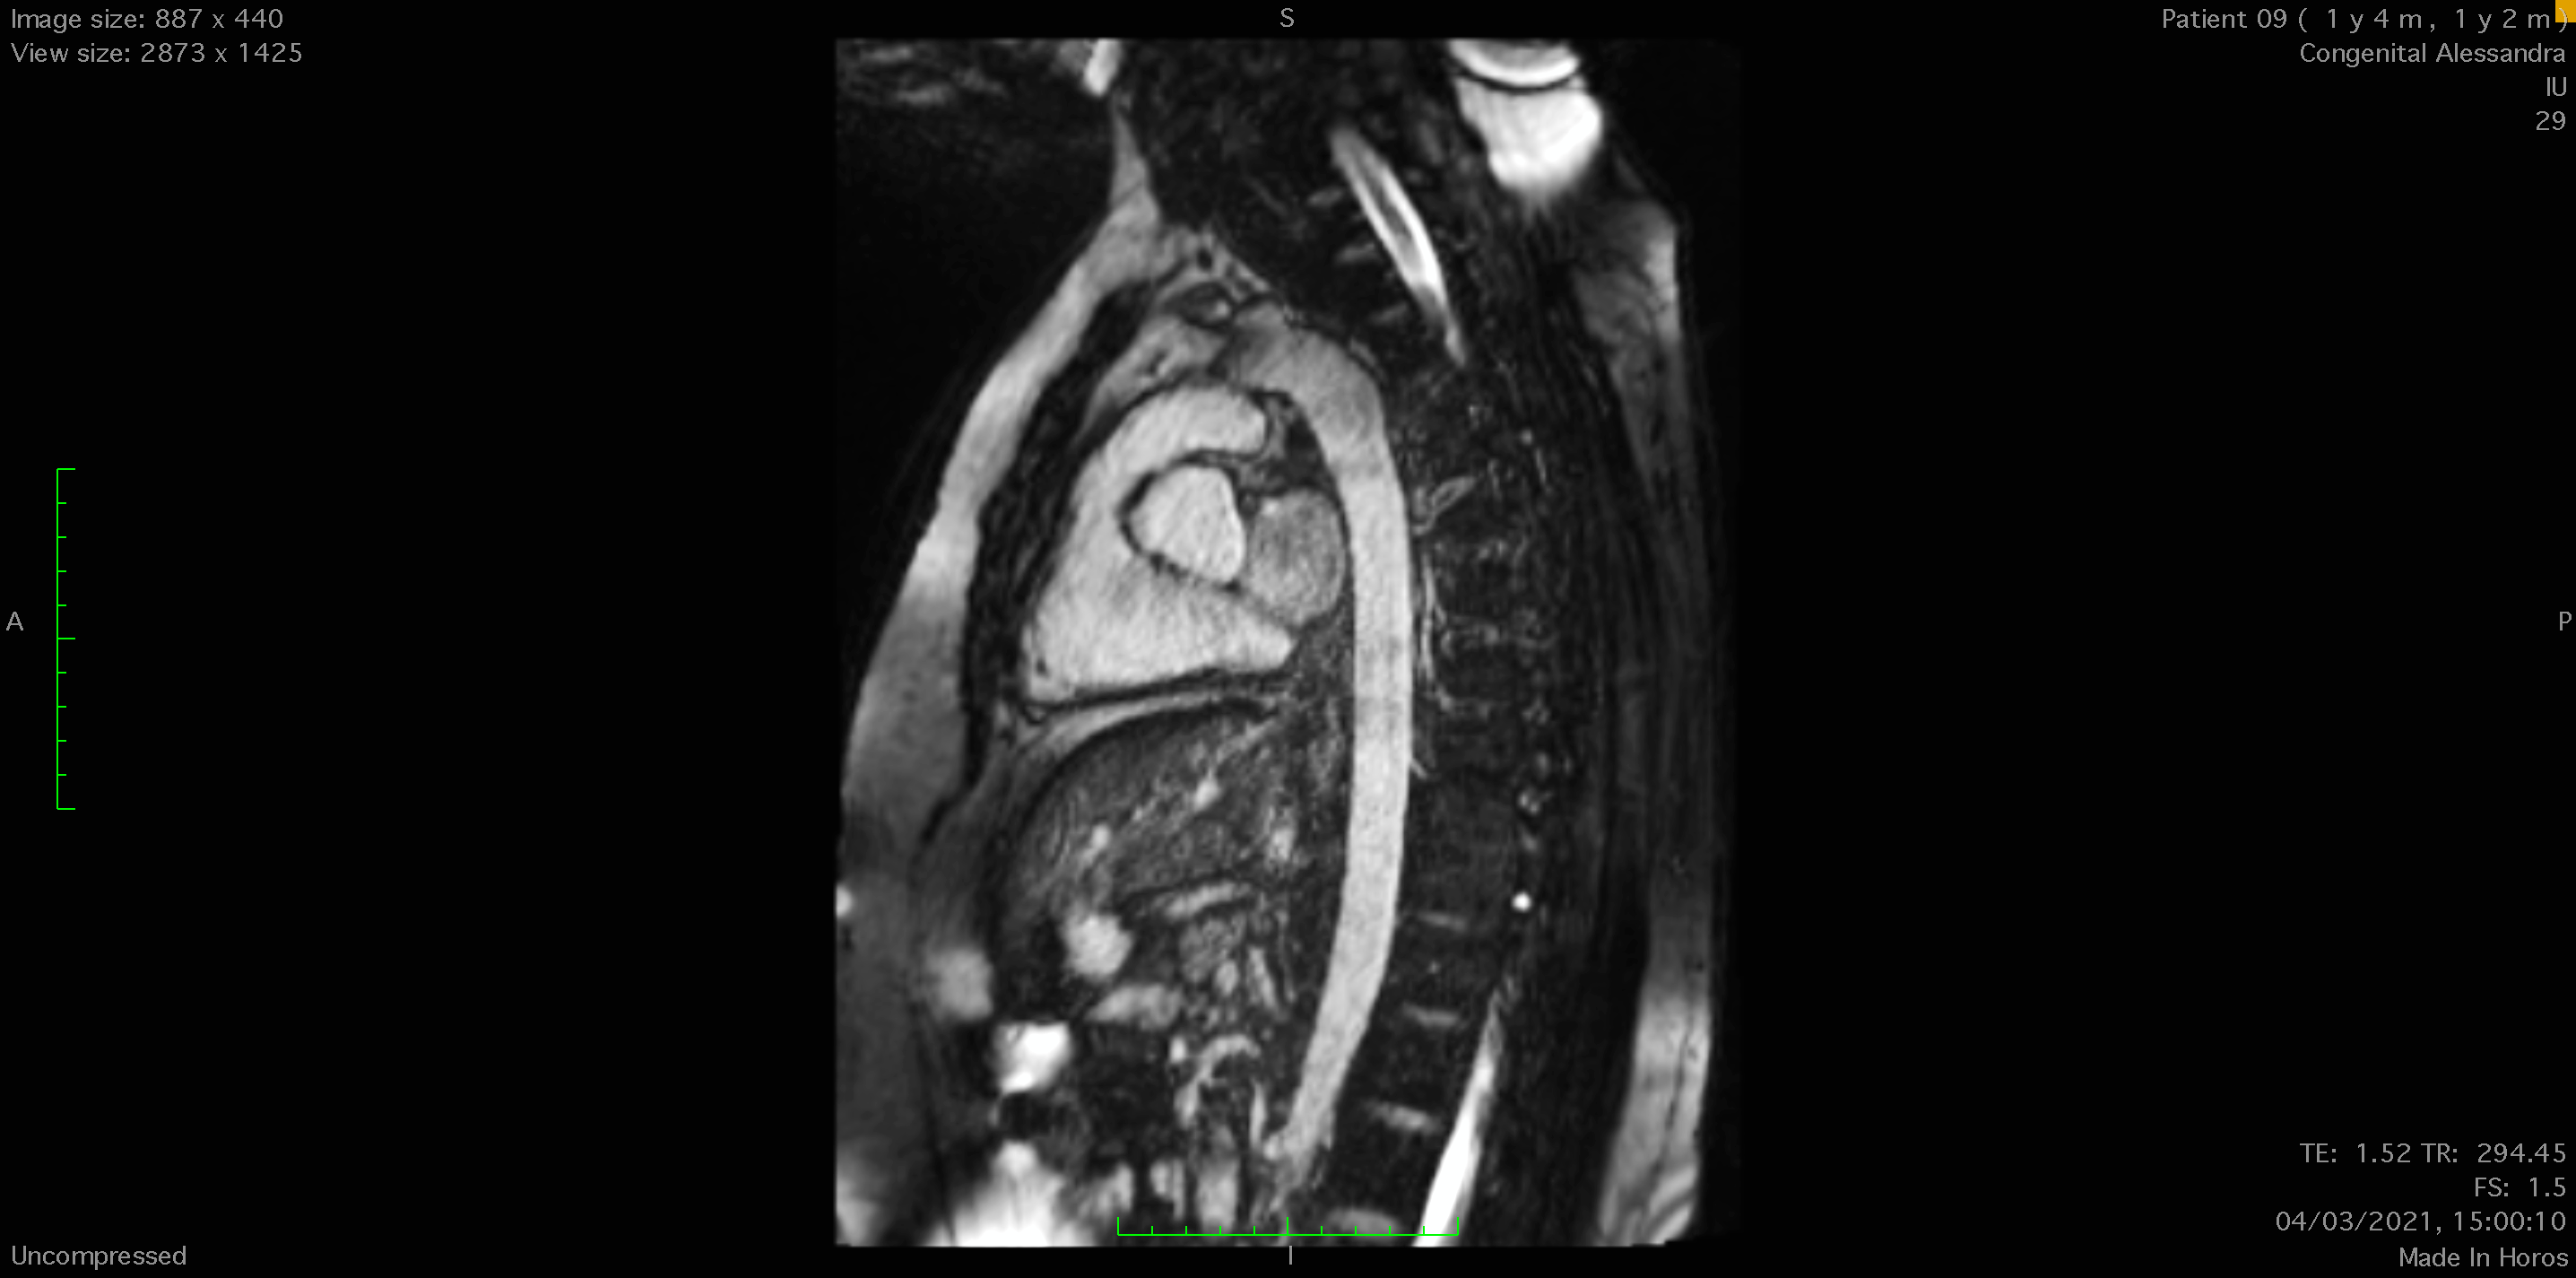 Image size: 887 x 440
View size: 2873 x 1425
S
Patient 09 ( 1 y 4 m , 1 y 2 m )
Congenital Alessandra
IU
29
A
P
TE: 1.52 TR: 294.45
FS: 1.5
04/03/2021, 15:00:10
Made In Horos
Uncompressed
I